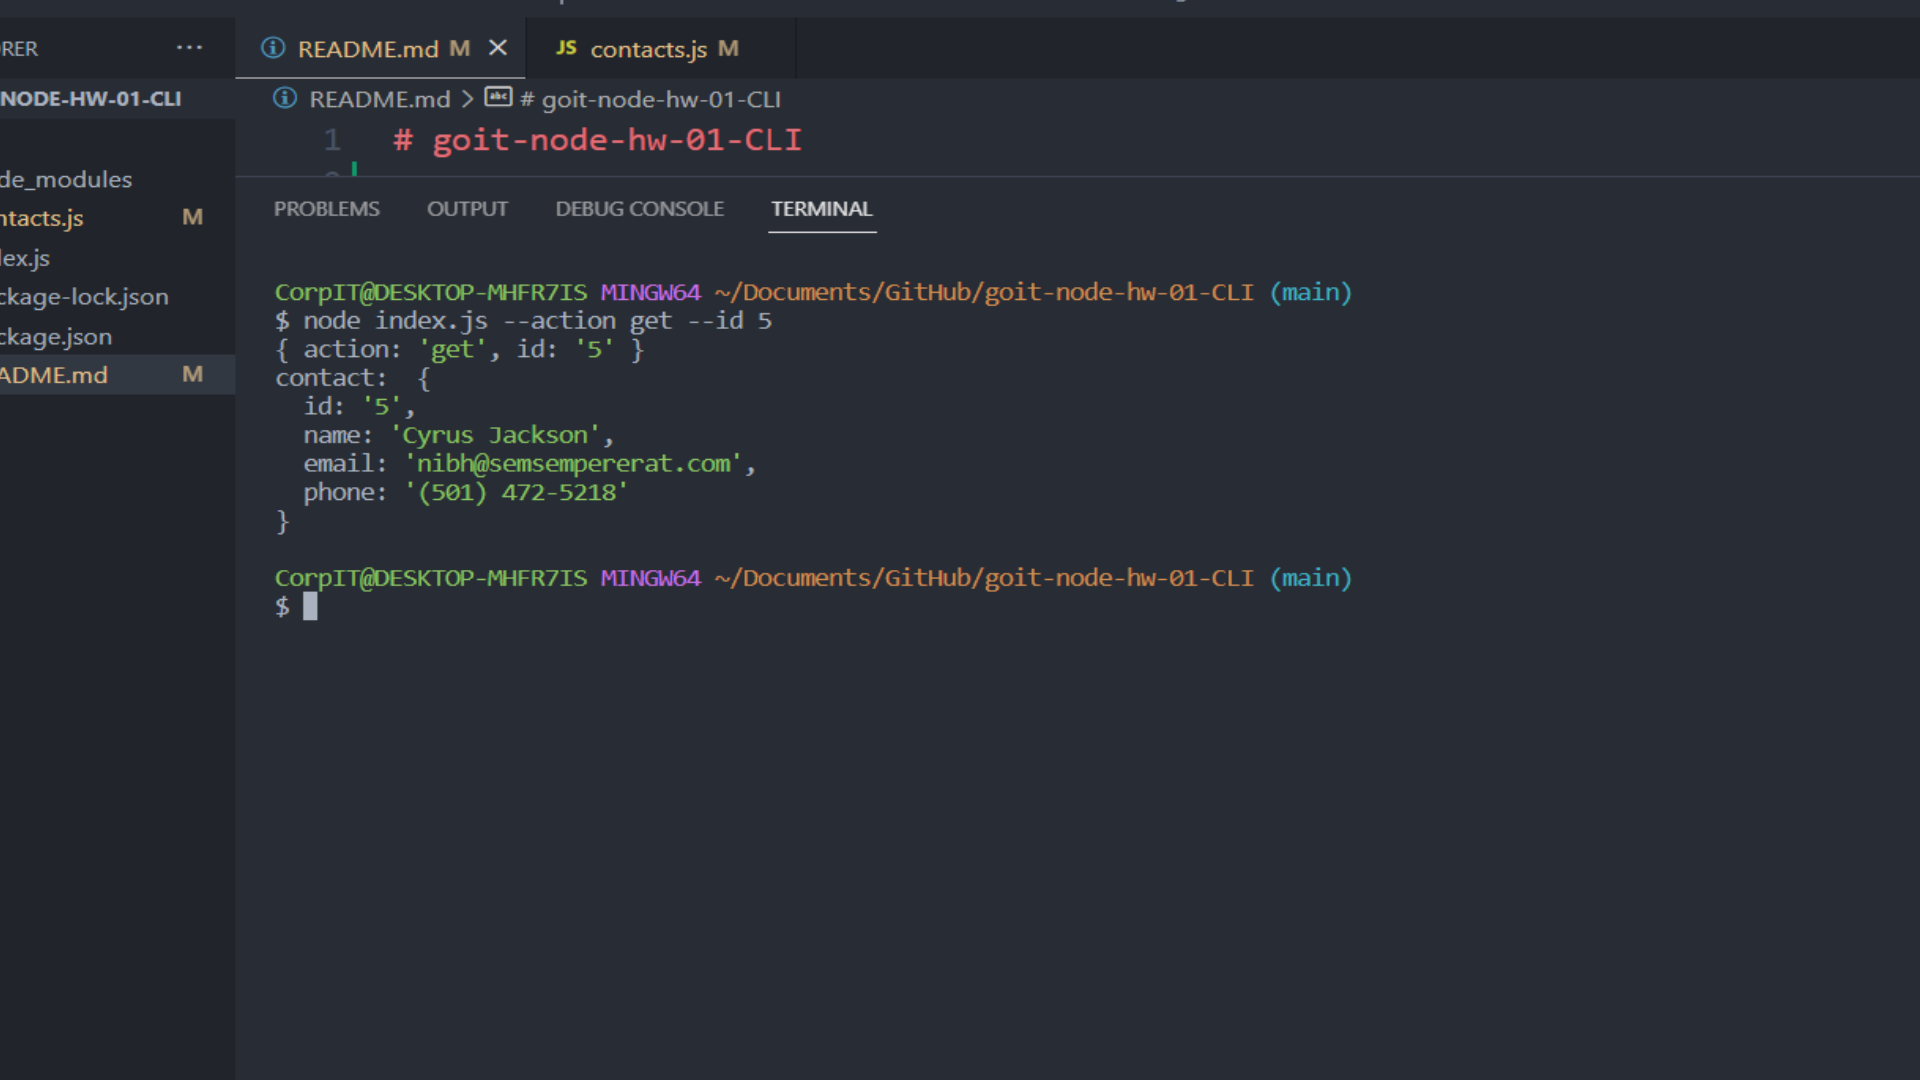 RER ···
README.md M
JS contacts.js M
NODE-HW-01-CLI
README.md > # goit-node-hw-01-CLI
1 # goit-node-hw-01-CLI
de_modules
ntacts.js M
ex.js
ckage-lock.json
ckage.json
ADME.md M
PROBLEMS OUTPUT DEBUG CONSOLE TERMINAL
CorpIT@DESKTOP-MHFR7IS MINGW64 ~/Documents/GitHub/goit-node-hw-01-CLI (main)
$ node index.js --action get --id 5
{ action: 'get', id: '5' }
contact:  {
  id: '5',
  name: 'Cyrus Jackson',
  email: 'nibh@semsempererat.com',
  phone: '(501) 472-5218'
}
CorpIT@DESKTOP-MHFR7IS MINGW64 ~/Documents/GitHub/goit-node-hw-01-CLI (main)
$